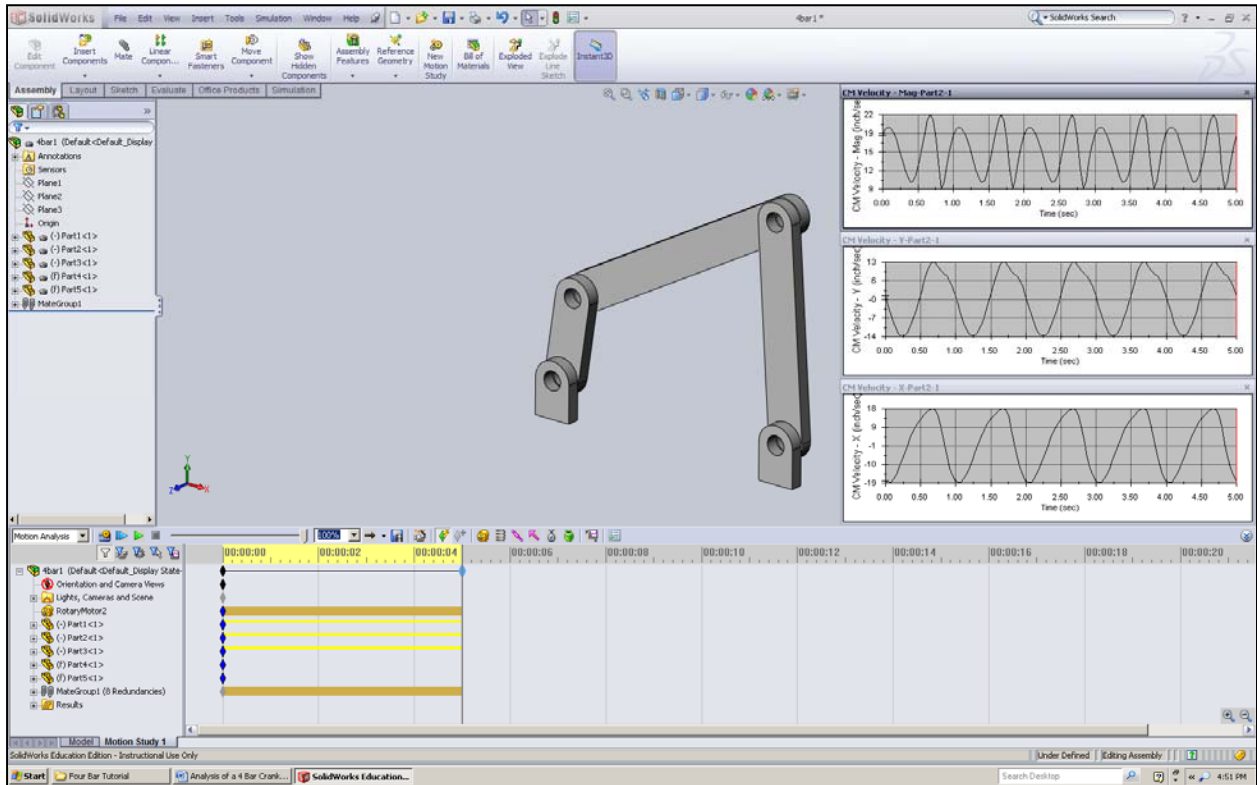 SolidWorks File Edit View Insert Tools Simulation Window Help 4bar1 * SolidWorks Search
Edit Component
Insert Components
Mate
Linear Compon...
Smart Fasteners
Move Component
Show Hidden Components
Assembly Features
Reference Geometry
New Motion Study
Bill of Materials
Exploded View
Explode Line Sketch
Instant3D
Assembly Layout Sketch Evaluate Office Products Simulation
4bar1 (Default<Default_Display
Annotations
Sensors
Plane1
Plane2
Plane3
Origin
(-) Part1<1>
(-) Part2<1>
(-) Part3<1>
(f) Part4<1>
(f) Part5<1>
MateGroup1
CM Velocity - Mag-Part2-1
CM Velocity - Mag (inch/sec
22
19
15
12
9
0.00 0.50 1.00 1.50 2.00 2.50 3.00 3.50 4.00 4.50 5.00
Time (sec)
CM Velocity - Y-Part2-1
CM Velocity - Y (inch/sec
13
6
-0
-7
-14
0.00 0.50 1.00 1.50 2.00 2.50 3.00 3.50 4.00 4.50 5.00
Time (sec)
CM Velocity - X-Part2-1
CM Velocity - X (inch/sec
18
9
-1
-10
-19
0.00 0.50 1.00 1.50 2.00 2.50 3.00 3.50 4.00 4.50 5.00
Time (sec)
Y
Z X
Motion Analysis 100%
00:00:00 00:00:02 00:00:04 00:00:06 00:00:08 00:00:10 00:00:12 00:00:14 00:00:16 00:00:18 00:00:20
4bar1 (Default<Default_Display State-
Orientation and Camera Views
Lights, Cameras and Scene
RotaryMotor2
(-) Part1<1>
(-) Part2<1>
(-) Part3<1>
(f) Part4<1>
(f) Part5<1>
MateGroup1 (8 Redundancies)
Results
Model Motion Study 1
SolidWorks Education Edition - Instructional Use Only Under Defined Editing Assembly
Start Four Bar Tutorial Analysis of a 4 Bar Crank... SolidWorks Education... Search Desktop 4:51 PM